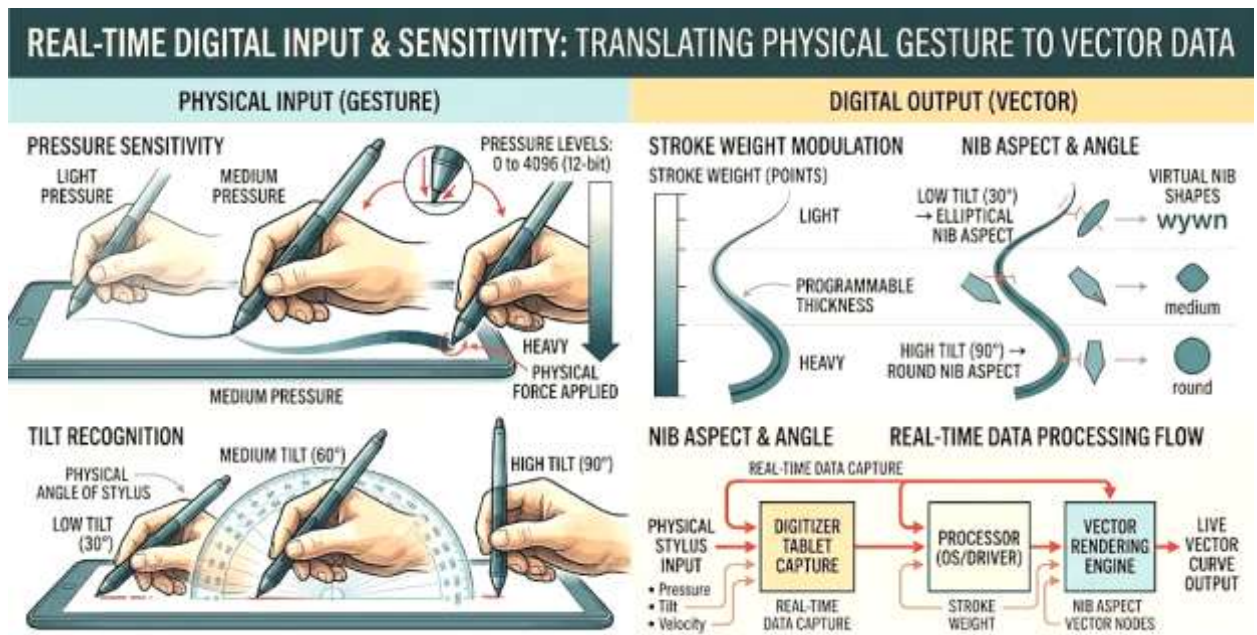 REAL-TIME DIGITAL INPUT & SENSITIVITY: TRANSLATING PHYSICAL GESTURE TO VECTOR DATA
PHYSICAL INPUT (GESTURE)
PRESSURE SENSITIVITY
LIGHT
PRESSURE
MEDIUM
PRESSURE
PRESSURE LEVELS:
0 to 4096 (12-bit)
HEAVY
PHYSICAL
FORCE APPLIED
MEDIUM PRESSURE
TILT RECOGNITION
PHYSICAL
ANGLE OF STYLUS
LOW TILT
(30°)
MEDIUM TILT (60°)
HIGH TILT (90°)
DIGITAL OUTPUT (VECTOR)
STROKE WEIGHT MODULATION
STROKE WEIGHT (POINTS)
LIGHT
PROGRAMMABLE
THICKNESS
HEAVY
NIB ASPECT & ANGLE
LOW TILT (30°)
→ ELLIPTICAL
NIB ASPECT
VIRTUAL NIB
SHAPES
wywn
medium
HIGH TILT (90°) →
ROUND NIB ASPECT
round
NIB ASPECT & ANGLE
REAL-TIME DATA PROCESSING FLOW
REAL-TIME DATA CAPTURE
PHYSICAL
STYLUS
INPUT
• Pressure
• Tilt
• Velocity
DIGITIZER
TABLET
CAPTURE
REAL-TIME
DATA CAPTURE
PROCESSOR
(OS/DRIVER)
STROKE
WEIGHT
VECTOR
RENDERING
ENGINE
NIB ASPECT
VECTOR NODES
LIVE
VECTOR
CURVE
OUTPUT